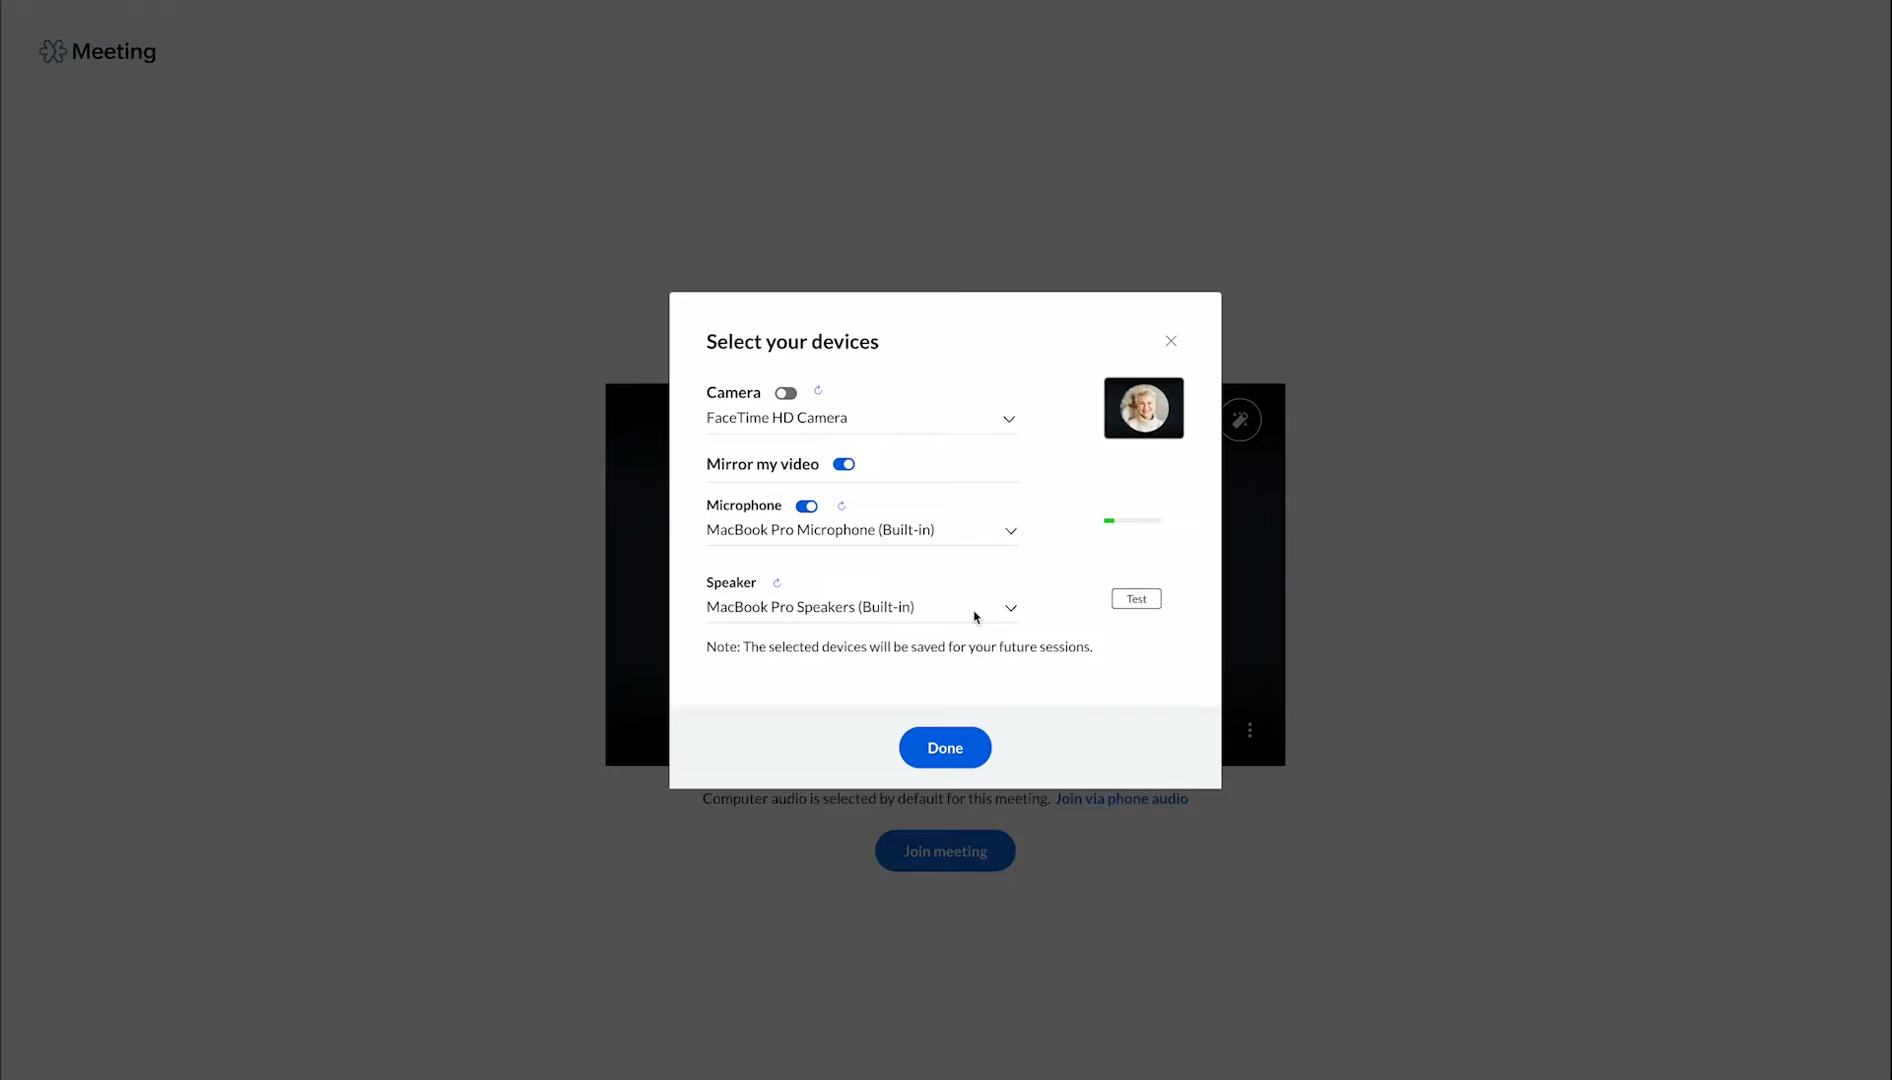 Meeting
Select your devices
Camera
FaceTime HD Camera
Mirror my video
Microphone
MacBook Pro Microphone (Built-in)
Speaker
MacBook Pro Speakers (Built-in)
Test
Note: The selected devices will be saved for your future sessions.
Done
Computer audio is selected by default for this meeting. Join via phone audio
Join meeting